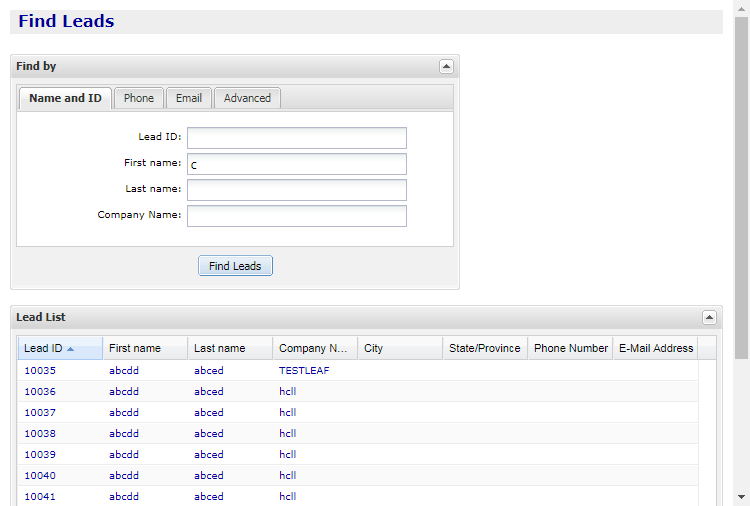 Find Leads
Find by
Name and ID Phone Email Advanced
Lead ID:
First name: c
Last name:
Company Name:
Find Leads
Lead List
Lead ID First name Last name Company N... City State/Province Phone Number E-Mail Address
10035 abcdd abced TESTLEAF
10036 abcdd abced hcll
10037 abcdd abced hcll
10038 abcdd abced hcll
10039 abcdd abced hcll
10040 abcdd abced hcll
10041 abcdd abced hcll